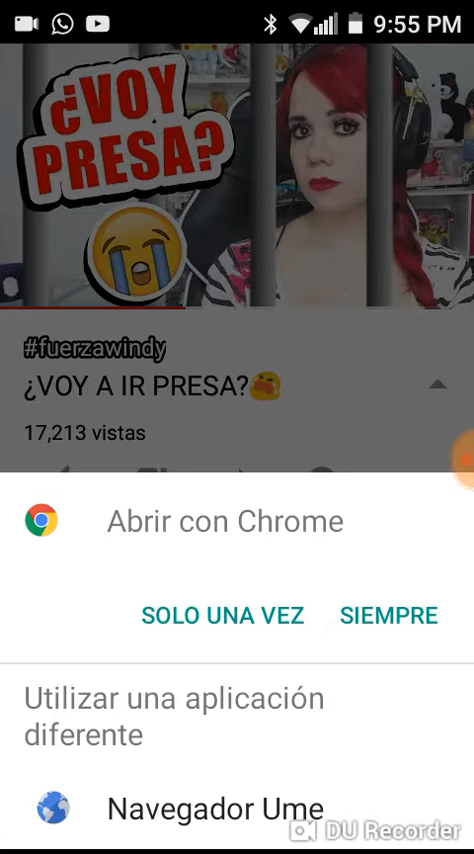 9:55 PM
¿VOY
PRESA?
#fuerzawindy
¿VOY A IR PRESA?
17,213 vistas
Abrir con Chrome
SOLO UNA VEZ SIEMPRE
Utilizar una aplicación
diferente
Navegador Ume
DU Recorder